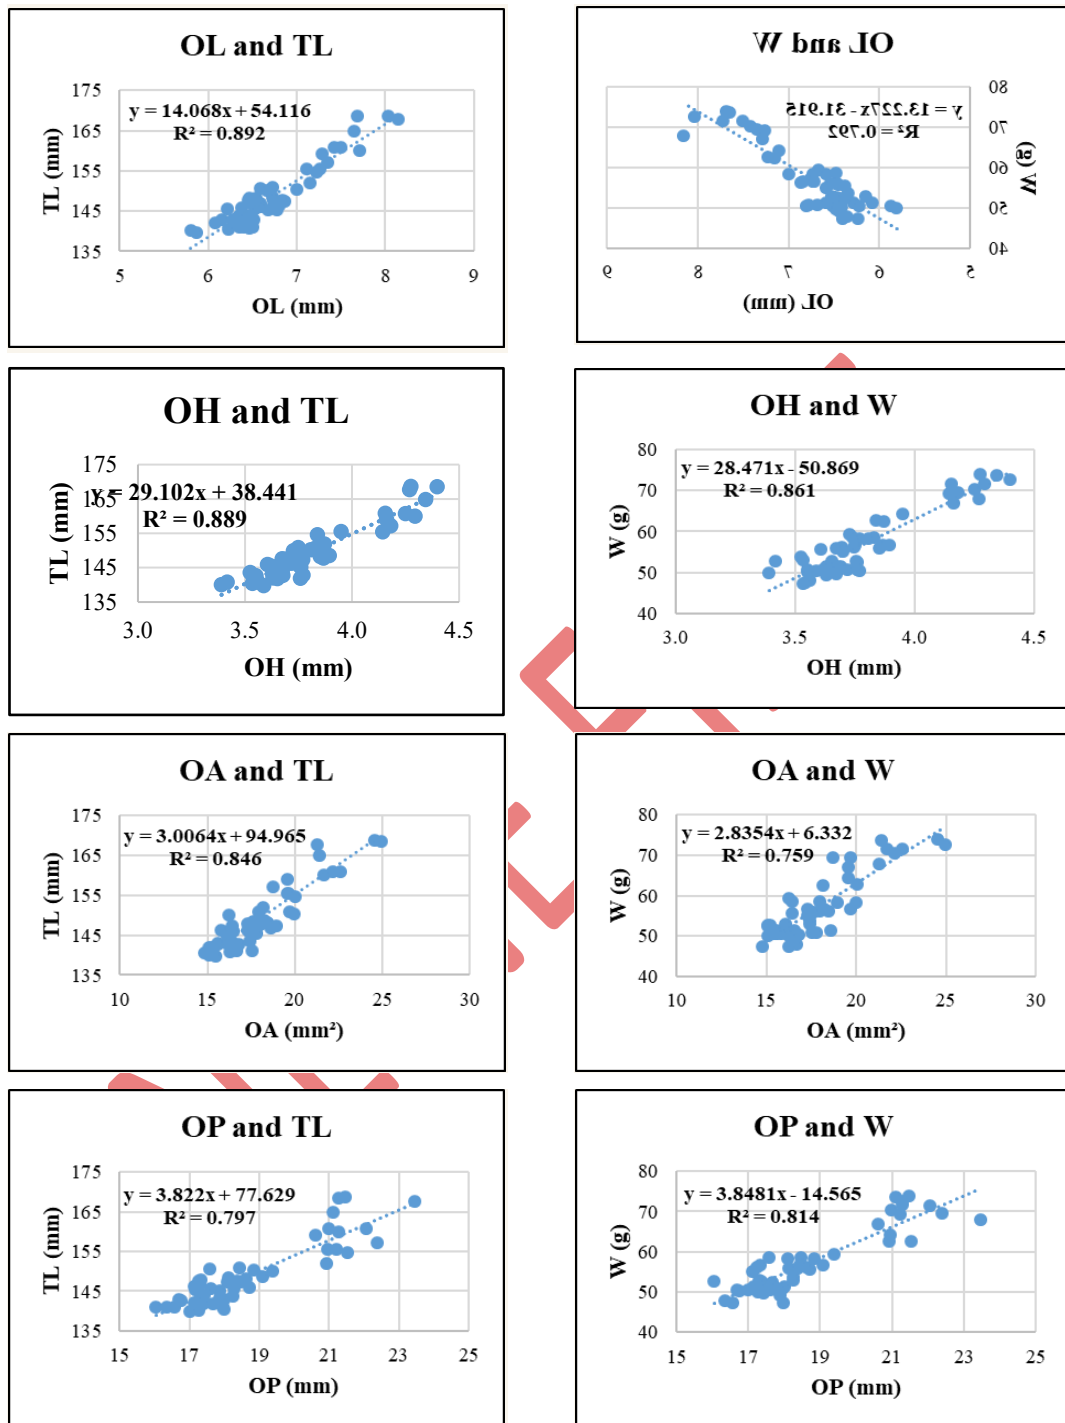 OL and TL
y = 14.068x + 54.116
R² = 0.892
TL (mm)
175
165
155
145
135
5 6 7 8 9
OL (mm)
OL and W
y = 13.227x - 31.915
R² = 0.792
W (g)
80
70
60
50
40
9 8 7 6 5
OL (mm)
OH and TL
y = 29.102x + 38.441
R² = 0.889
TL (mm)
175
165
155
145
135
3.0 3.5 4.0 4.5
OH (mm)
OH and W
y = 28.471x - 50.869
R² = 0.861
W (g)
80
70
60
50
40
3.0 3.5 4.0 4.5
OH (mm)
OA and TL
y = 3.0064x + 94.965
R² = 0.846
TL (mm)
175
165
155
145
135
10 15 20 25 30
OA (mm²)
OA and W
y = 2.8354x + 6.332
R² = 0.759
W (g)
80
70
60
50
40
10 15 20 25 30
OA (mm²)
OP and TL
y = 3.822x + 77.629
R² = 0.797
TL (mm)
175
165
155
145
135
15 17 19 21 23 25
OP (mm)
OP and W
y = 3.8481x - 14.565
R² = 0.814
W (g)
80
70
60
50
40
15 17 19 21 23 25
OP (mm)